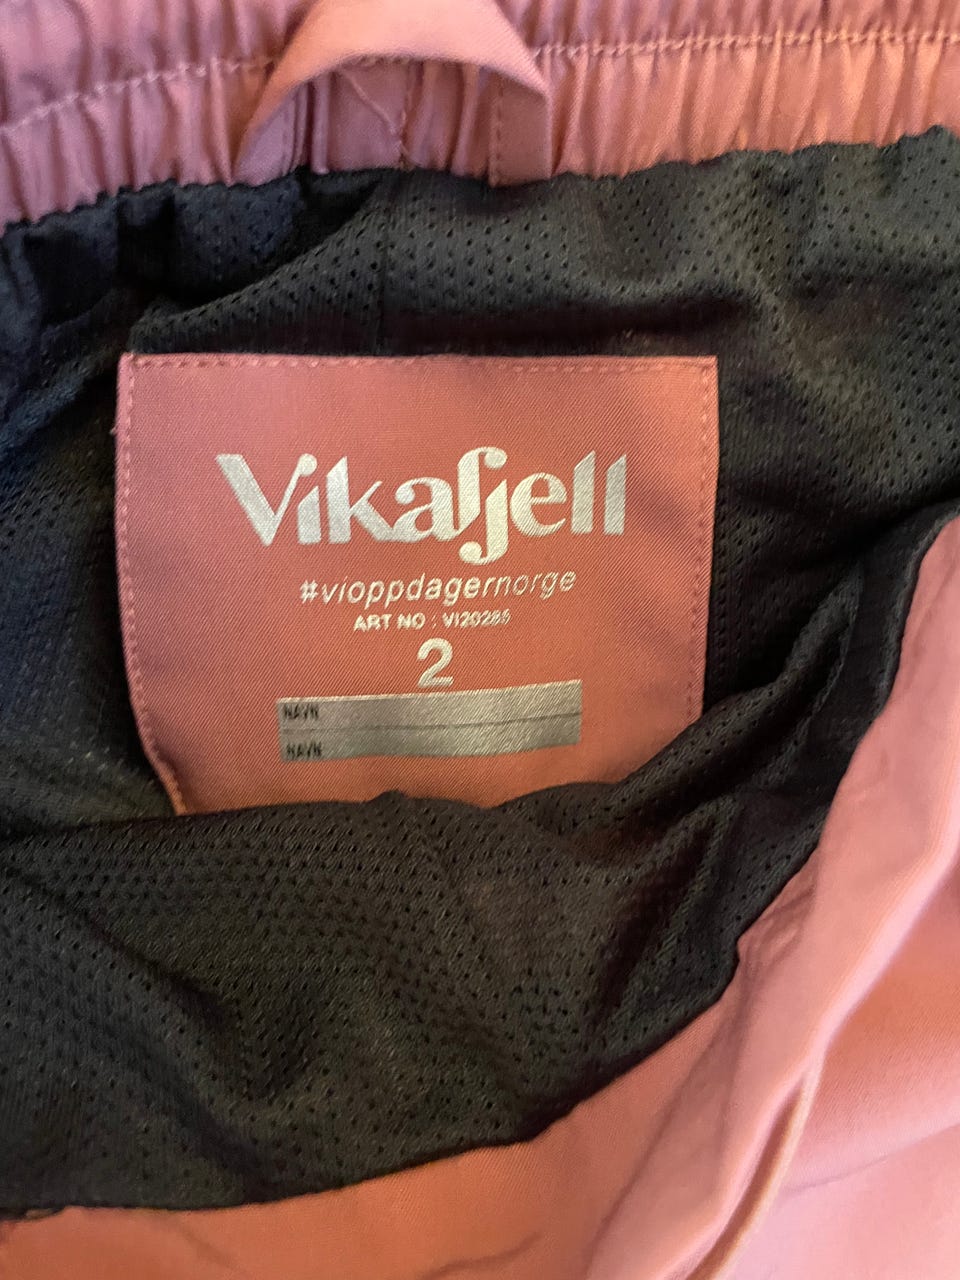 Vikafjell
#vioppdagernorge
ART NO : VI20285
2
NAVN
NAVN